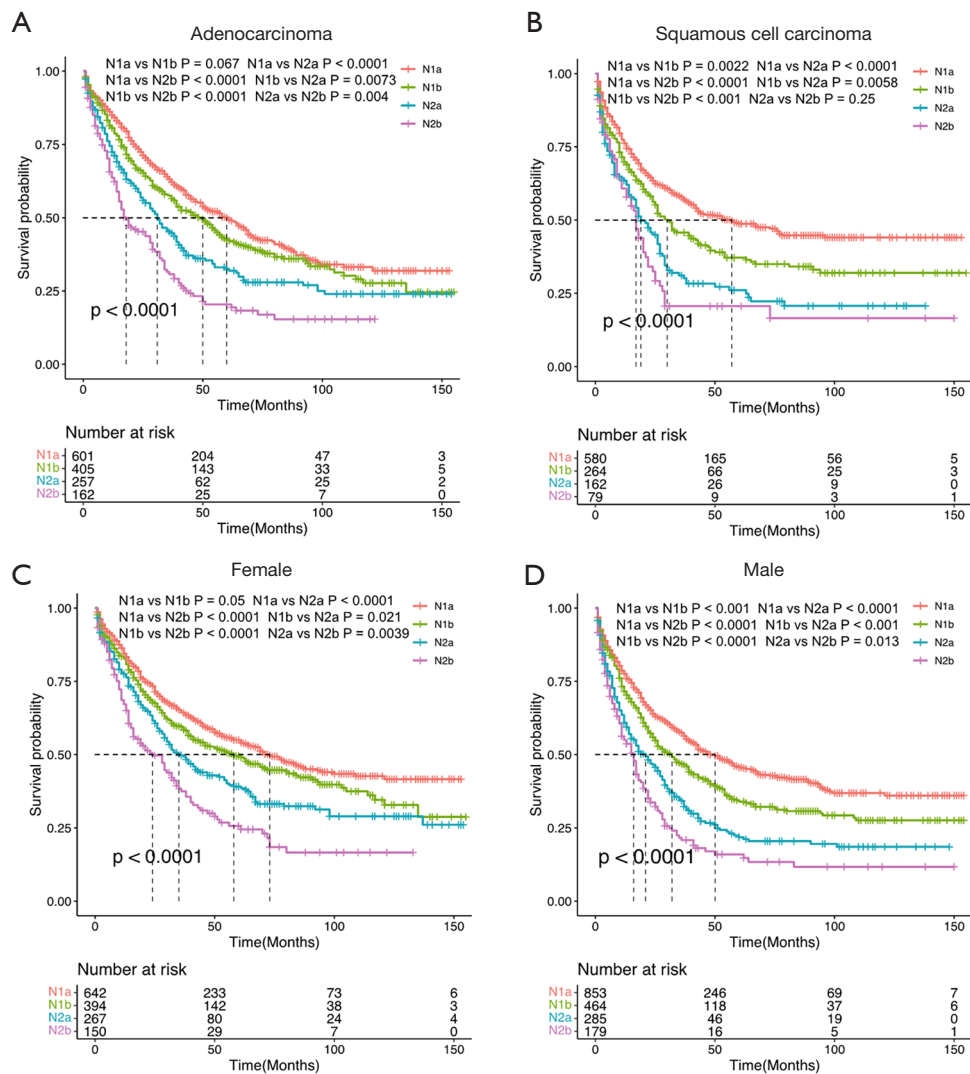 A
Adenocarcinoma
N1a vs N1b P = 0.067 N1a vs N2a P < 0.0001
N1a vs N2b P < 0.0001 N1b vs N2a P = 0.0073
N1b vs N2b P < 0.0001 N2a vs N2b P = 0.004
N1a
N1b
N2a
N2b
Survival probability
1.00
0.75
0.50
0.25
0.00
p < 0.0001
0 50 100 150
Time(Months)
Number at risk
N1a 601 204 47 3
N1b 405 143 33 5
N2a 257 62 25 2
N2b 162 25 7 0
0 50 100 150
Time(Months)
B
Squamous cell carcinoma
N1a vs N1b P = 0.0022 N1a vs N2a P < 0.0001
N1a vs N2b P < 0.0001 N1b vs N2a P = 0.0058
N1b vs N2b P < 0.001 N2a vs N2b P = 0.25
N1a
N1b
N2a
N2b
Survival probability
1.00
0.75
0.50
0.25
0.00
p < 0.0001
0 50 100 150
Time(Months)
Number at risk
N1a 580 165 56 5
N1b 264 66 25 3
N2a 162 26 9 0
N2b 79 9 3 1
0 50 100 150
Time(Months)
C
Female
N1a vs N1b P = 0.05 N1a vs N2a P < 0.0001
N1a vs N2b P < 0.0001 N1b vs N2a P = 0.021
N1b vs N2b P < 0.0001 N2a vs N2b P = 0.0039
N1a
N1b
N2a
N2b
Survival probability
1.00
0.75
0.50
0.25
0.00
p < 0.0001
0 50 100 150
Time(Months)
Number at risk
N1a 642 233 73 6
N1b 394 142 38 3
N2a 267 80 24 4
N2b 150 29 7 0
0 50 100 150
Time(Months)
D
Male
N1a vs N1b P < 0.001 N1a vs N2a P < 0.0001
N1a vs N2b P < 0.0001 N1b vs N2a P < 0.001
N1b vs N2b P < 0.0001 N2a vs N2b P = 0.013
N1a
N1b
N2a
N2b
Survival probability
1.00
0.75
0.50
0.25
0.00
p < 0.0001
0 50 100 150
Time(Months)
Number at risk
N1a 853 246 69 7
N1b 464 118 37 6
N2a 285 46 19 0
N2b 179 16 5 1
0 50 100 150
Time(Months)